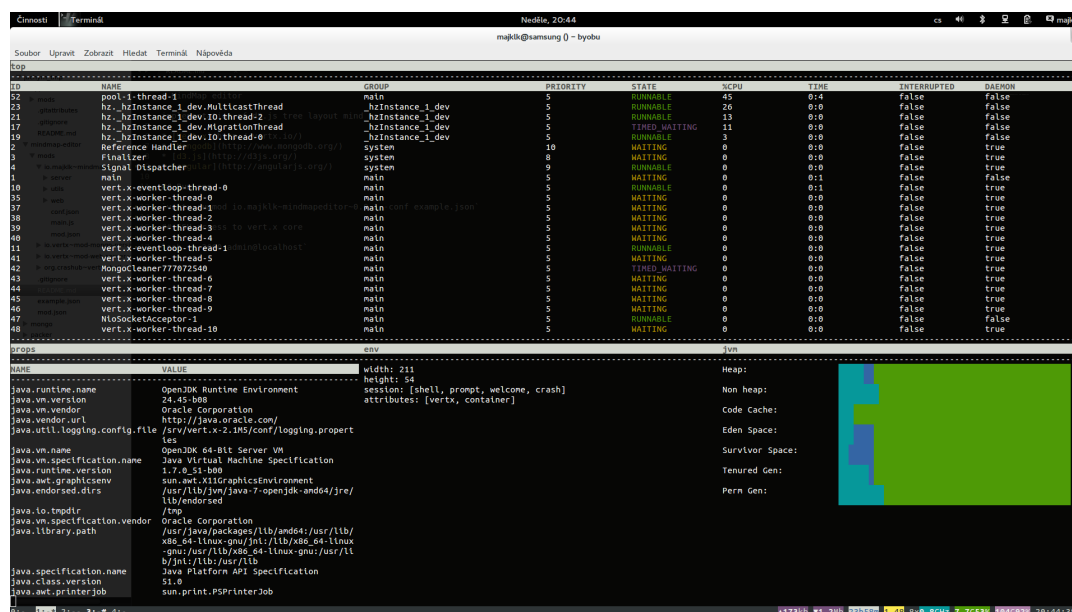 Činnosti Terminál Neděle, 20:44 cs majk
majklk@samsung () - byobu
Soubor Upravit Zobrazit Hledat Terminál Nápověda
top
ID NAME GROUP PRIORITY STATE %CPU TIME INTERRUPTED DAEMON
52 pool-1-thread-1 main 5 RUNNABLE 45 0:4 false false
23 hz._hzInstance_1_dev.MulticastThread _hzInstance_1_dev 5 RUNNABLE 26 0:0 false false
21 hz._hzInstance_1_dev.IO.thread-2 _hzInstance_1_dev 5 RUNNABLE 13 0:0 false false
17 hz._hzInstance_1_dev.MigrationThread _hzInstance_1_dev 5 TIMED_WAITING 11 0:0 false false
19 hz._hzInstance_1_dev.IO.thread-0 _hzInstance_1_dev 5 RUNNABLE 0 0:0 false false
2 Reference Handler system 10 WAITING 0 0:0 false true
3 Finalizer system 8 WAITING 0 0:0 false true
4 Signal Dispatcher system 9 RUNNABLE 0 0:0 false true
1 main main 5 WAITING 0 0:1 false false
10 vert.x-eventloop-thread-0 main 5 RUNNABLE 0 0:1 false true
35 vert.x-worker-thread-0 main 5 WAITING 0 0:0 false true
37 vert.x-worker-thread-1 main 5 WAITING 0 0:0 false true
38 vert.x-worker-thread-2 main 5 WAITING 0 0:0 false true
39 vert.x-worker-thread-3 main 5 WAITING 0 0:0 false true
40 vert.x-worker-thread-4 main 5 WAITING 0 0:0 false true
11 vert.x-eventloop-thread-1 main 5 RUNNABLE 0 0:0 false true
41 vert.x-worker-thread-5 main 5 WAITING 0 0:0 false true
42 MongoCleaner777072540 main 5 TIMED_WAITING 0 0:0 false true
43 vert.x-worker-thread-6 main 5 WAITING 0 0:0 false true
44 vert.x-worker-thread-7 main 5 WAITING 0 0:0 false true
45 vert.x-worker-thread-8 main 5 WAITING 0 0:0 false true
46 vert.x-worker-thread-9 main 5 WAITING 0 0:0 false true
47 NioSocketAcceptor-1 main 5 RUNNABLE 0 0:0 false false
48 vert.x-worker-thread-10 main 5 WAITING 0 0:0 false true
props env jvm
NAME VALUE width: 211 Heap:
height: 54
java.runtime.name OpenJDK Runtime Environment session: [shell, prompt, welcome, crash] Non heap:
java.vm.version 24.45-b08 attributes: [vertx, container]
java.vm.vendor Oracle Corporation Code Cache:
java.vendor.url http://java.oracle.com/
java.util.logging.config.file /srv/vert.x-2.1M5/conf/logging.propert Eden Space:
ies
java.vm.name OpenJDK 64-Bit Server VM Survivor Space:
java.vm.specification.name Java Virtual Machine Specification
java.runtime.version 1.7.0_51-b00 Tenured Gen:
java.awt.graphicsenv sun.awt.X11GraphicsEnvironment
java.endorsed.dirs /usr/lib/jvm/java-7-openjdk-amd64/jre/ Perm Gen:
lib/endorsed
java.io.tmpdir /tmp
java.vm.specification.vendor Oracle Corporation
java.library.path /usr/java/packages/lib/amd64:/usr/lib/
x86_64-linux-gnu/jni:/lib/x86_64-linux
-gnu:/usr/lib/x86_64-linux-gnu:/usr/li
b/jni:/lib:/usr/lib
java.specification.name Java Platform API Specification
java.class.version 51.0
java.awt.printerjob sun.print.PSPrinterJob